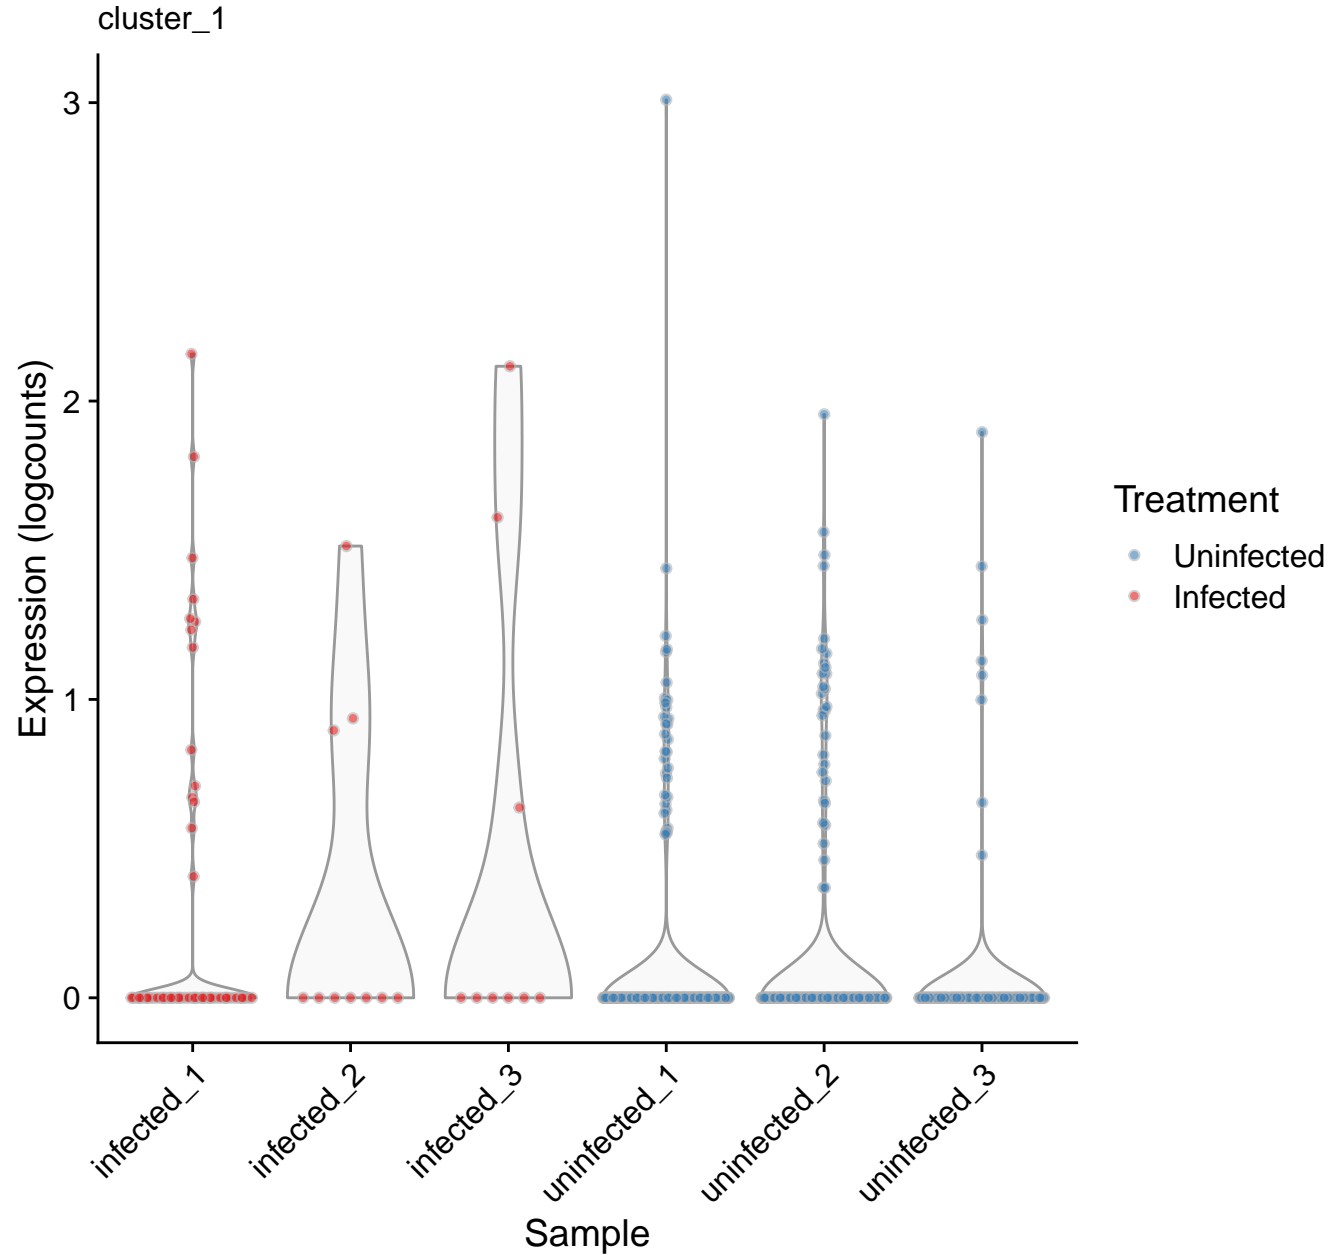 cluster_1
3
2
1
0
Expression (logcounts)
infected_1
infected_2
infected_3
uninfected_1
uninfected_2
uninfected_3
Sample
Treatment
Uninfected
Infected